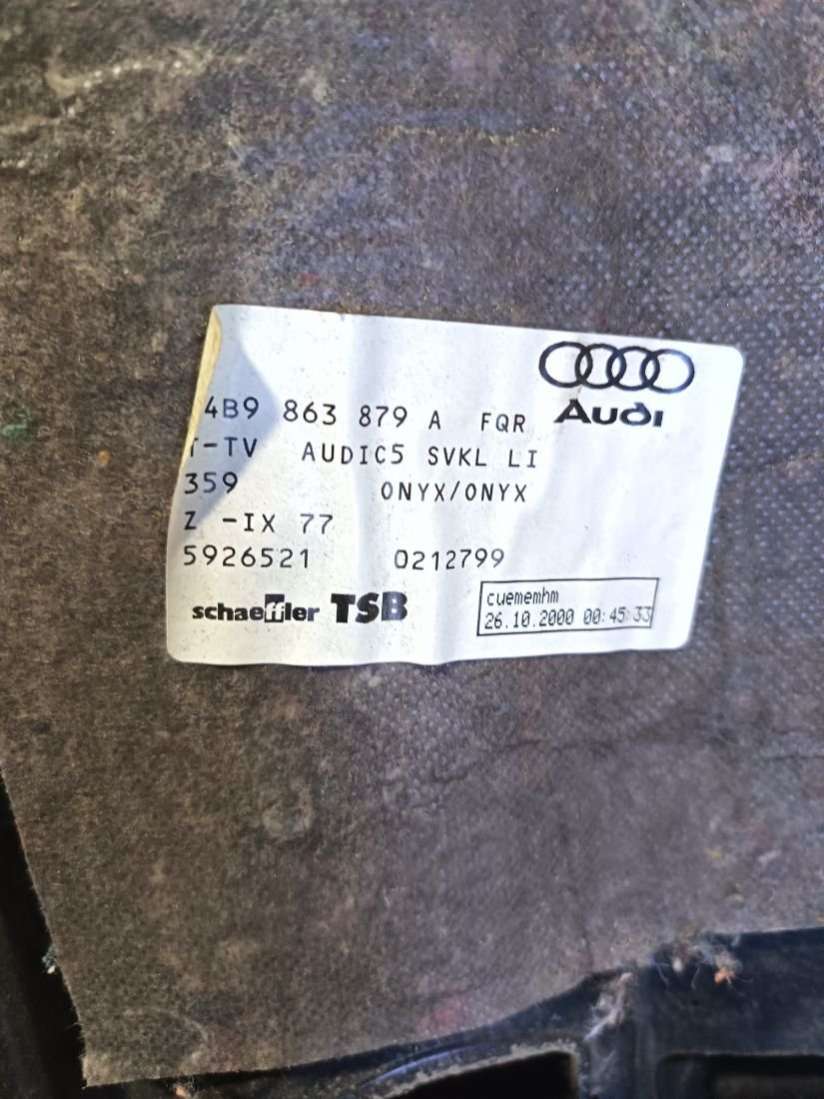 Audi
4B9 863 879 A FQR
-TV AUDIC5 SVKL LI
359 ONYX/ONYX
Z -IX 77
5926521 0212799
schaeffler TSB
cuememhm
26.10.2000 00:45:33